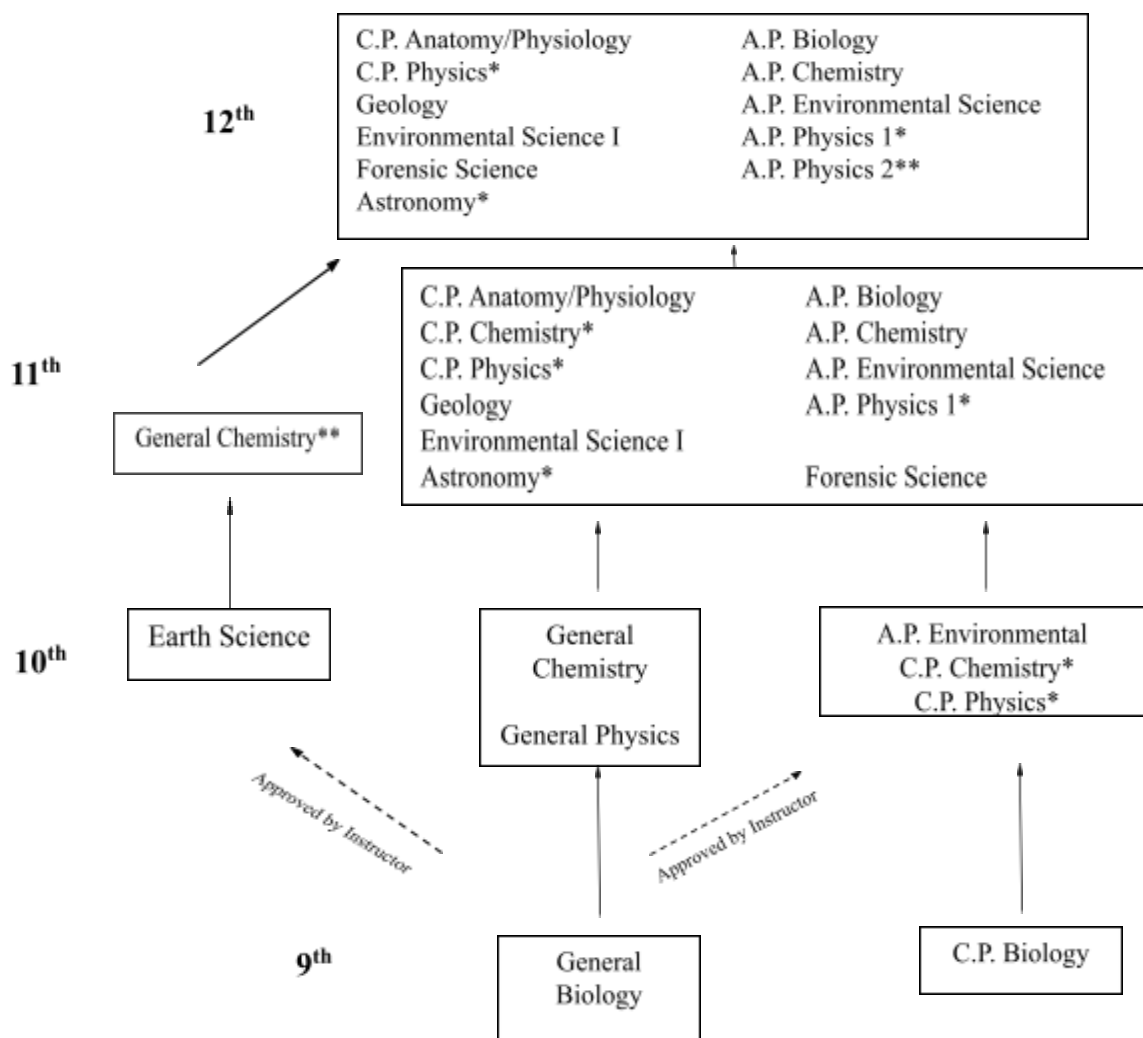 12th
C.P. Anatomy/Physiology
C.P. Physics*
Geology
Environmental Science I
Forensic Science
Astronomy*
A.P. Biology
A.P. Chemistry
A.P. Environmental Science
A.P. Physics 1*
A.P. Physics 2**
11th
General Chemistry**
C.P. Anatomy/Physiology
C.P. Chemistry*
C.P. Physics*
Geology
Environmental Science I
Astronomy*
A.P. Biology
A.P. Chemistry
A.P. Environmental Science
A.P. Physics 1*
Forensic Science
10th
Earth Science
General
Chemistry
General Physics
A.P. Environmental
C.P. Chemistry*
C.P. Physics*
Approved by Instructor
Approved by Instructor
9th
General
Biology
C.P. Biology